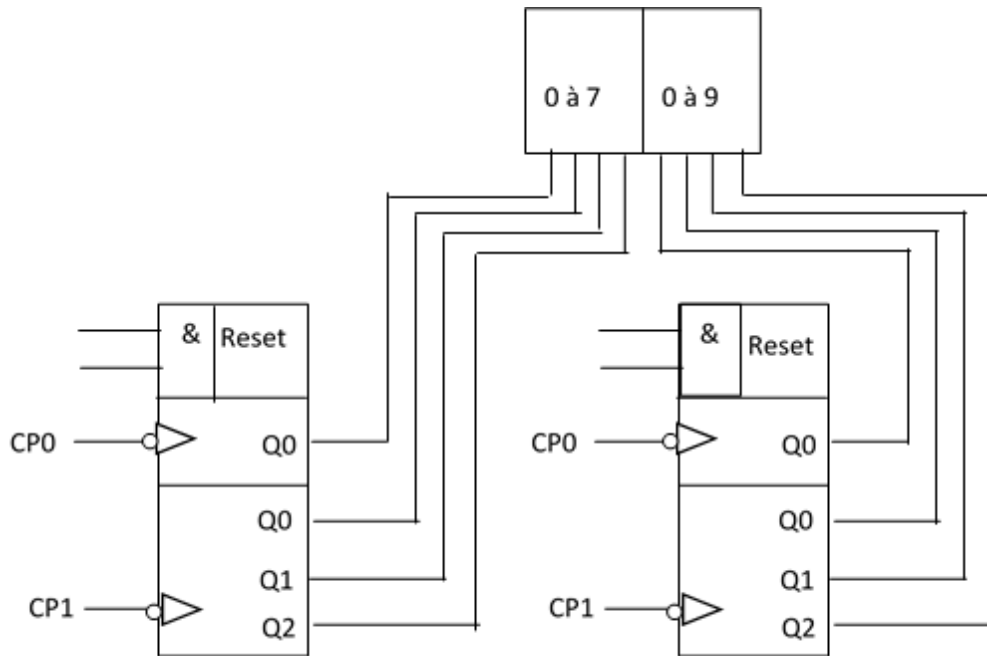 0 à 7 0 à 9
& Reset & Reset
CP0 Q0 CP0 Q0
Q0 Q0
Q1 Q1
CP1 Q2 CP1 Q2